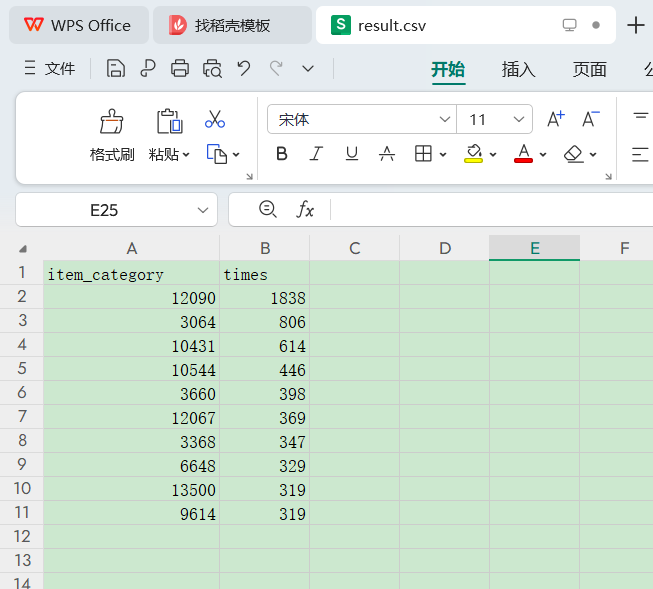 WPS Office 找稻壳模板 S result.csv
文件 开始 插入 页面
宋体 11 A+ A-
格式刷 粘贴 B I U A A
E25 fx
A B C D E F
1 item_category times
2 12090 1838
3 3064 806
4 10431 614
5 10544 446
6 3660 398
7 12067 369
8 3368 347
9 6648 329
10 13500 319
11 9614 319
12
13
14